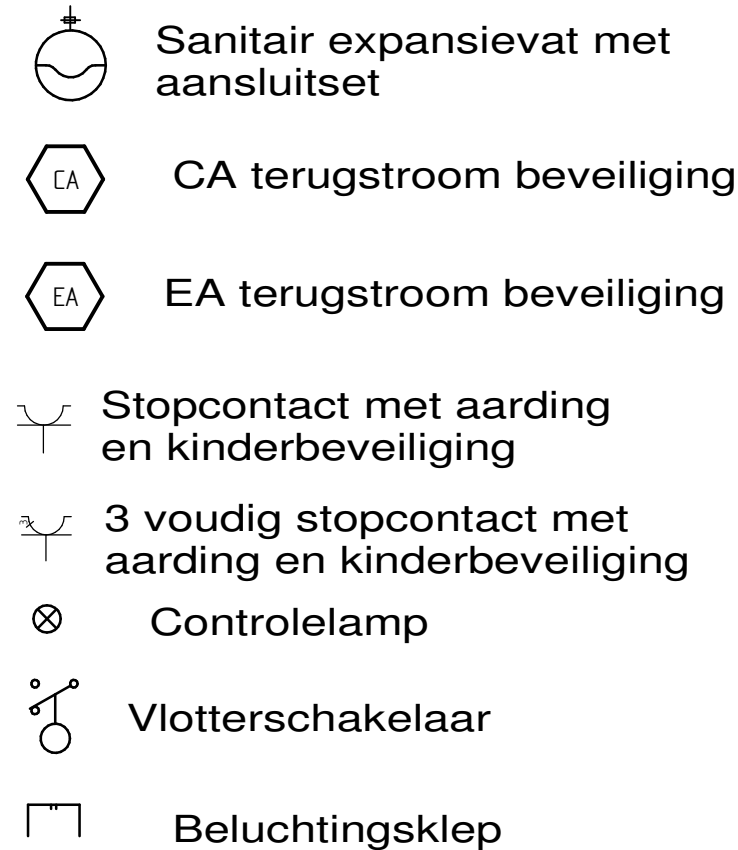 Sanitair expansievat met
aansluitset
CA CA terugstroom beveiliging
EA EA terugstroom beveiliging
Stopcontact met aarding
en kinderbeveiliging
3x 3 voudig stopcontact met
aarding en kinderbeveiliging
Controlelamp
Vlotterschakelaar
Beluchtingsklep